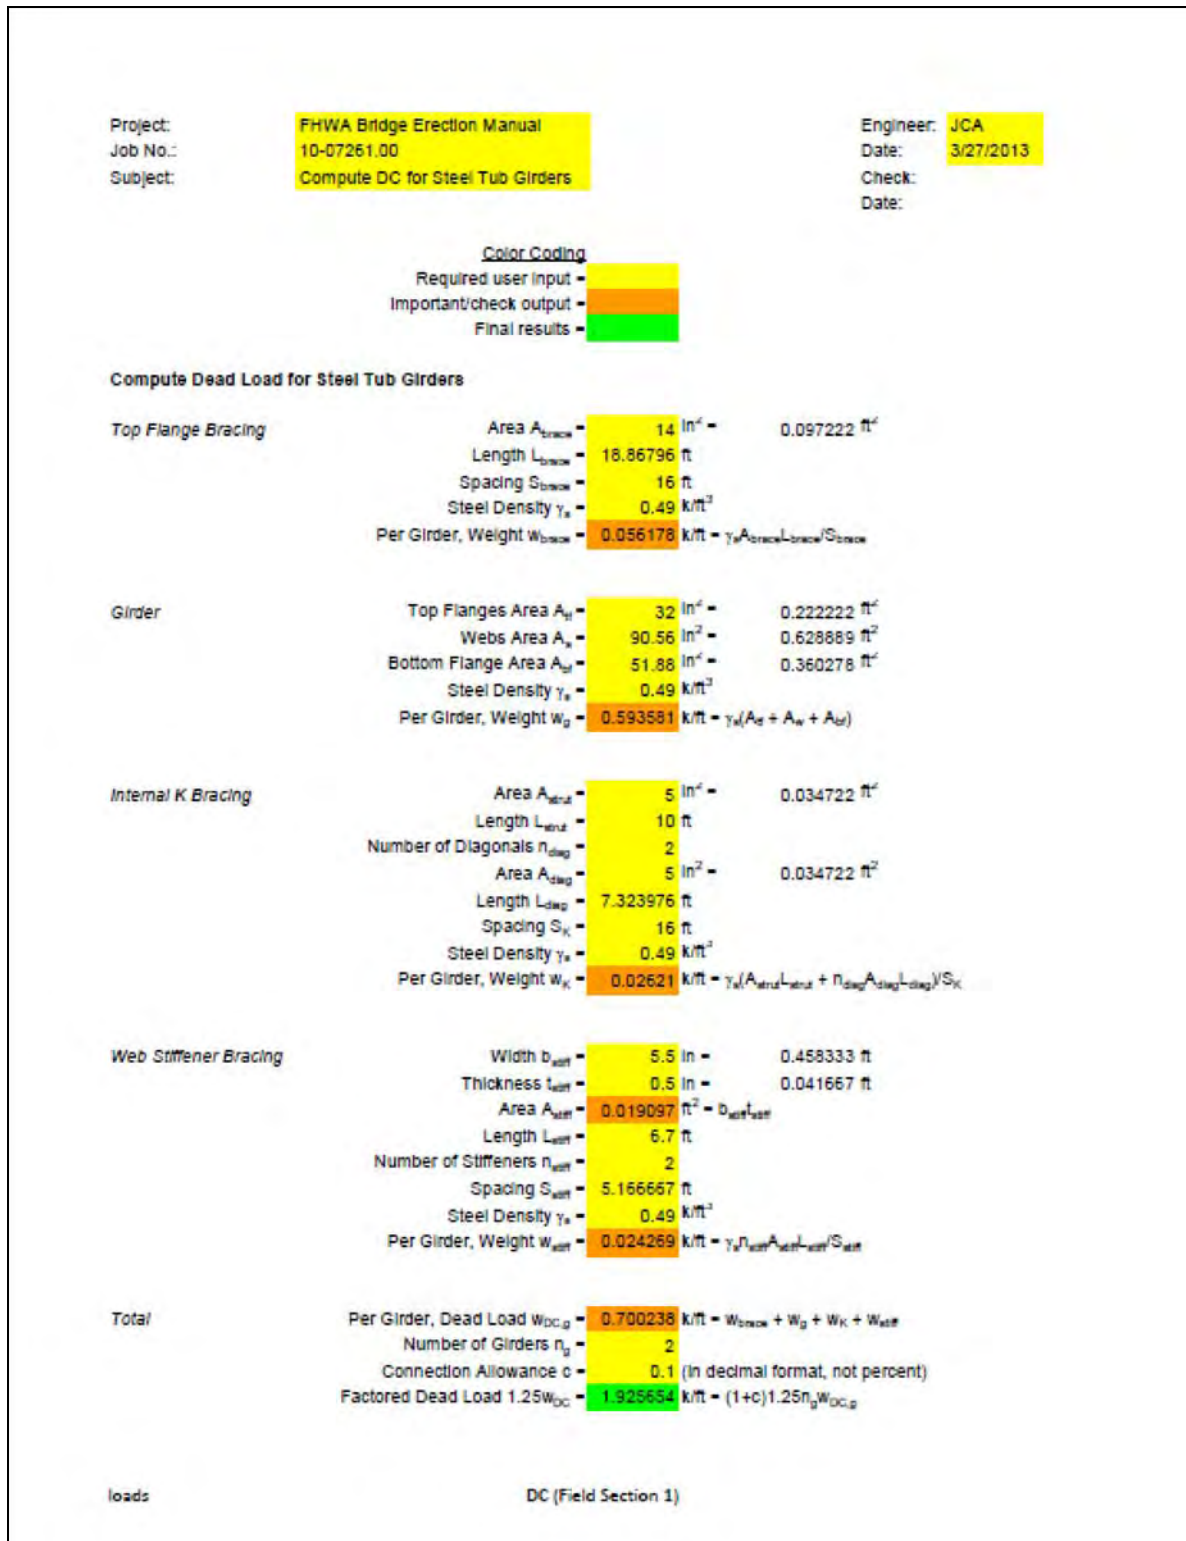 Project: FHWA Bridge Erection Manual Engineer: JCA
Job No.: 10-07261.00 Date: 3/27/2013
Subject: Compute DC for Steel Tub Girders Check:
Date:
Color Coding
Required user input =
Important/check output =
Final results =
Compute Dead Load for Steel Tub Girders
Top Flange Bracing Area A_brace = 14 in² = 0.097222 ft²
Length L_brace = 18.86796 ft
Spacing S_brace = 16 ft
Steel Density γ_s = 0.49 k/ft³
Per Girder, Weight w_brace = 0.056178 k/ft = γ_sA_braceL_brace/S_brace
Girder Top Flanges Area A_tf = 32 in² = 0.222222 ft²
Webs Area A_w = 90.56 in² = 0.628889 ft²
Bottom Flange Area A_bf = 51.88 in² = 0.360278 ft²
Steel Density γ_s = 0.49 k/ft³
Per Girder, Weight w_g = 0.593581 k/ft = γ_s(A_tf + A_w + A_bf)
Internal K Bracing Area A_strut = 5 in² = 0.034722 ft²
Length L_strut = 10 ft
Number of Diagonals n_diag = 2
Area A_diag = 5 in² = 0.034722 ft²
Length L_diag = 7.323976 ft
Spacing S_K = 16 ft
Steel Density γ_s = 0.49 k/ft³
Per Girder, Weight w_K = 0.02621 k/ft = γ_s(A_strutL_strut + n_diagA_diagL_diag)/S_K
Web Stiffener Bracing Width b_stiff = 5.5 in = 0.458333 ft
Thickness t_stiff = 0.5 in = 0.041667 ft
Area A_stiff = 0.019097 ft² = b_stifft_stiff
Length L_stiff = 6.7 ft
Number of Stiffeners n_stiff = 2
Spacing S_stiff = 5.166667 ft
Steel Density γ_s = 0.49 k/ft³
Per Girder, Weight w_stiff = 0.024269 k/ft = γ_sn_stiffA_stiffL_stiff/S_stiff
Total Per Girder, Dead Load w_DC,g = 0.700238 k/ft = w_brace + w_g + w_K + w_stiff
Number of Girders n_g = 2
Connection Allowance c = 0.1 (in decimal format, not percent)
Factored Dead Load 1.25w_DC = 1.925654 k/ft = (1+c)1.25n_gw_DC,g
loads DC (Field Section 1)